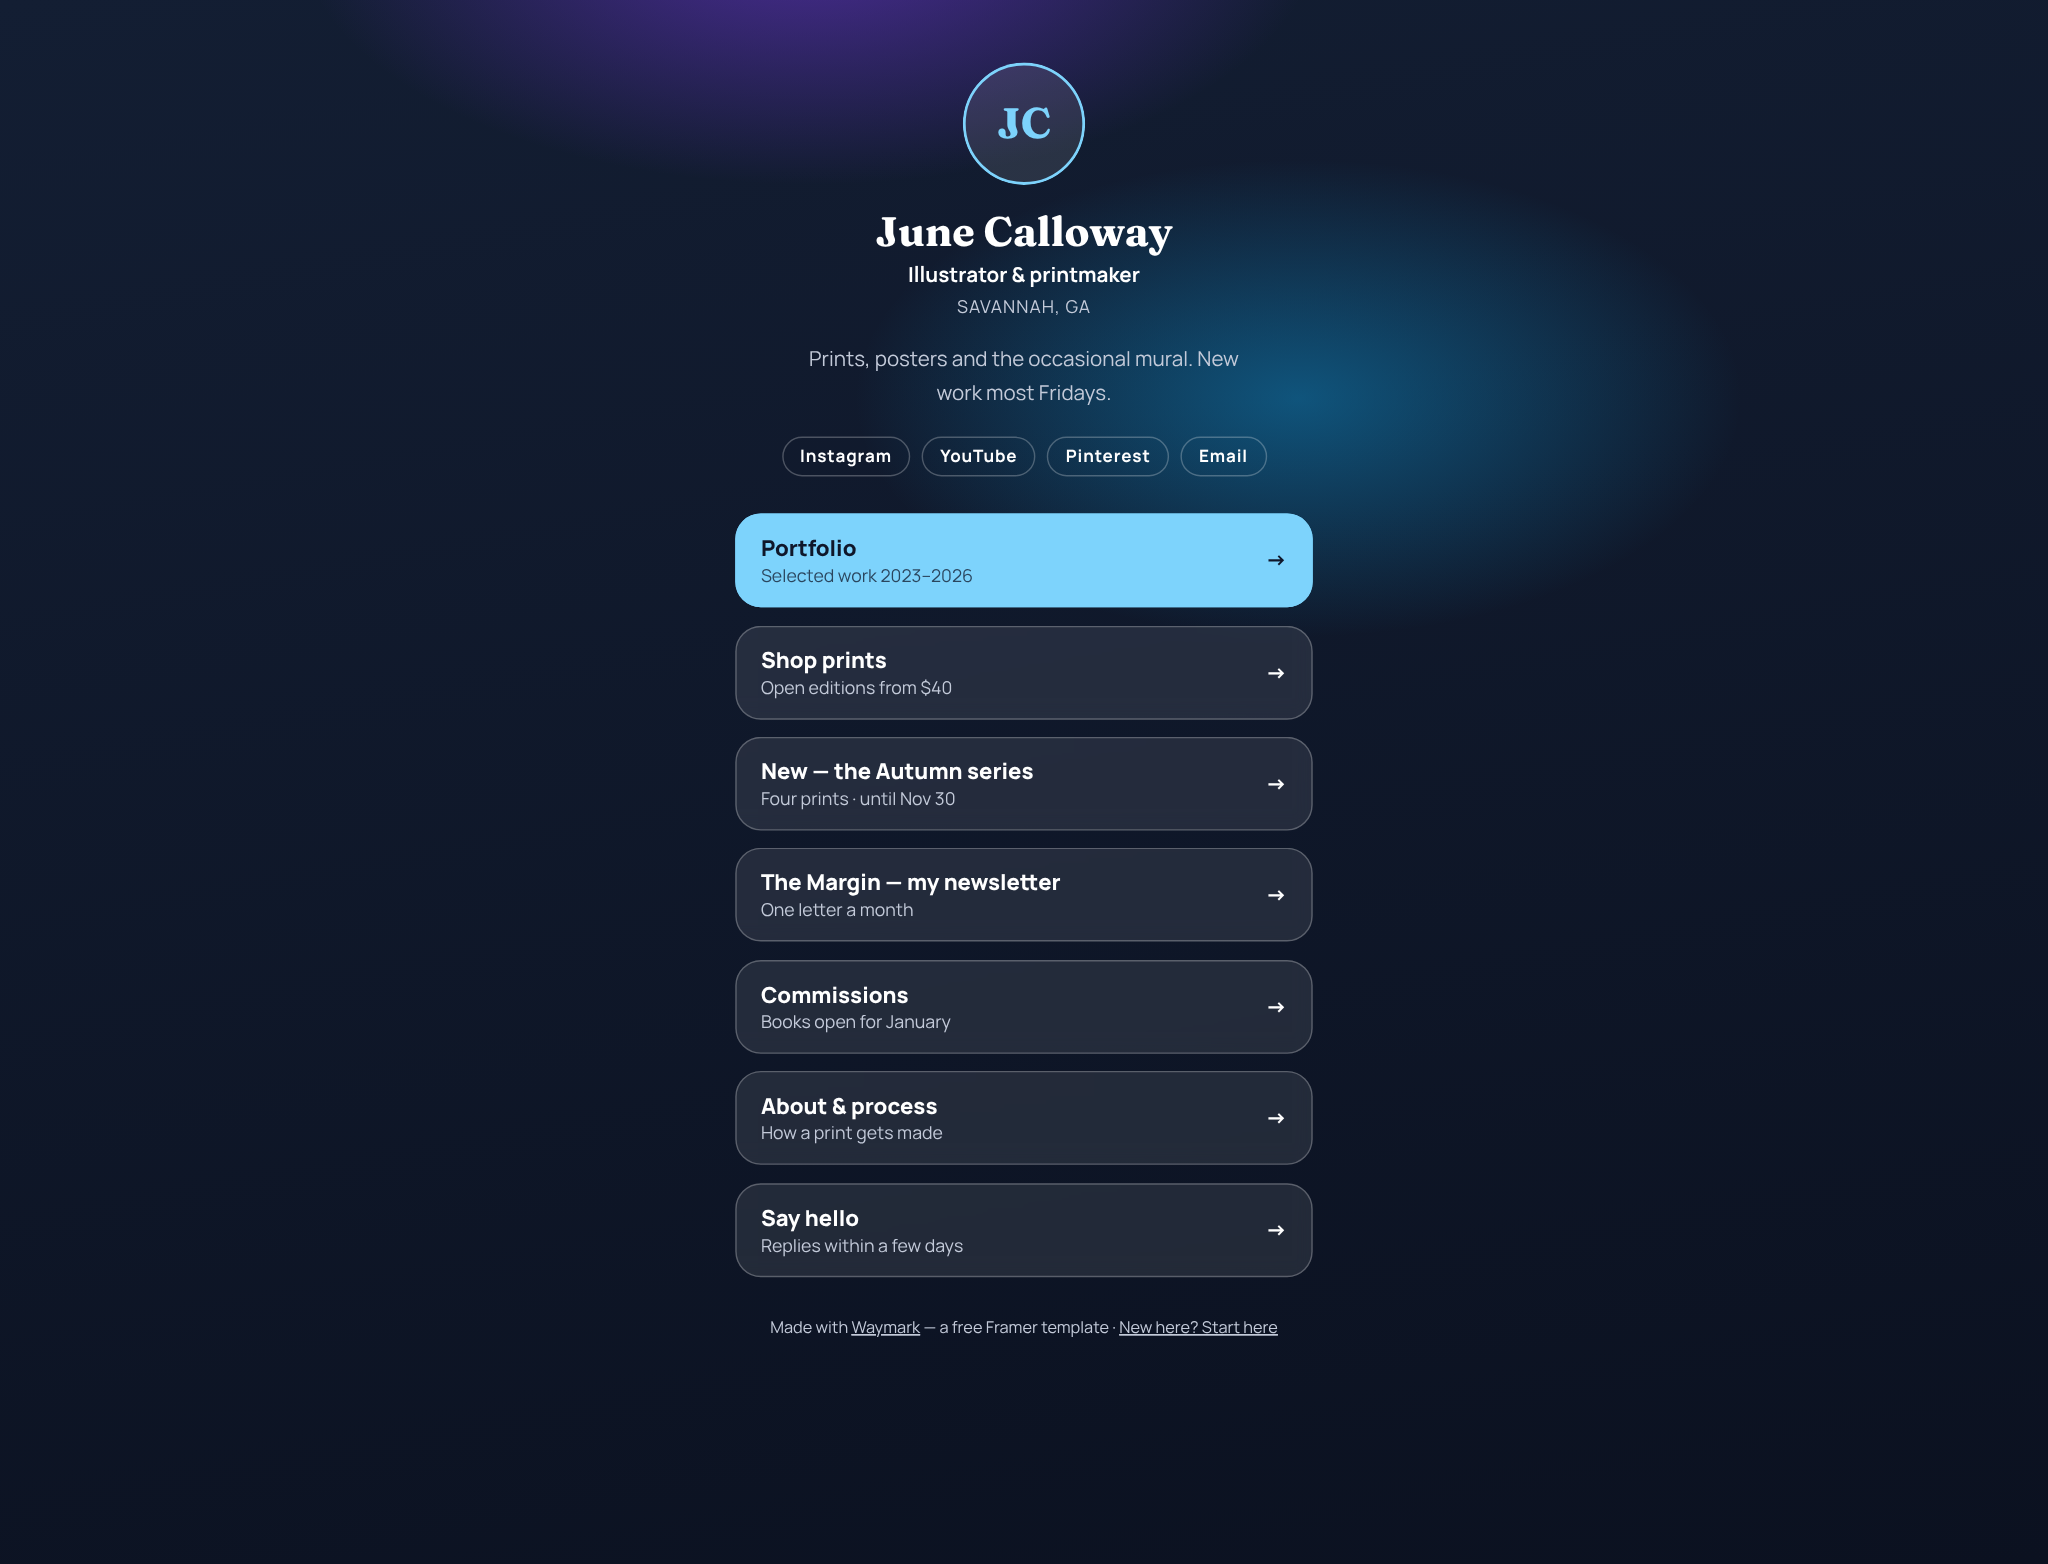 JC
June Calloway
Illustrator & printmaker
SAVANNAH, GA
Prints, posters and the occasional mural. New
work most Fridays.
Instagram YouTube Pinterest Email
Portfolio
Selected work 2023–2026
→
Shop prints
Open editions from $40
→
New — the Autumn series
Four prints · until Nov 30
→
The Margin — my newsletter
One letter a month
→
Commissions
Books open for January
→
About & process
How a print gets made
→
Say hello
Replies within a few days
→
Made with Waymark — a free Framer template · New here? Start here